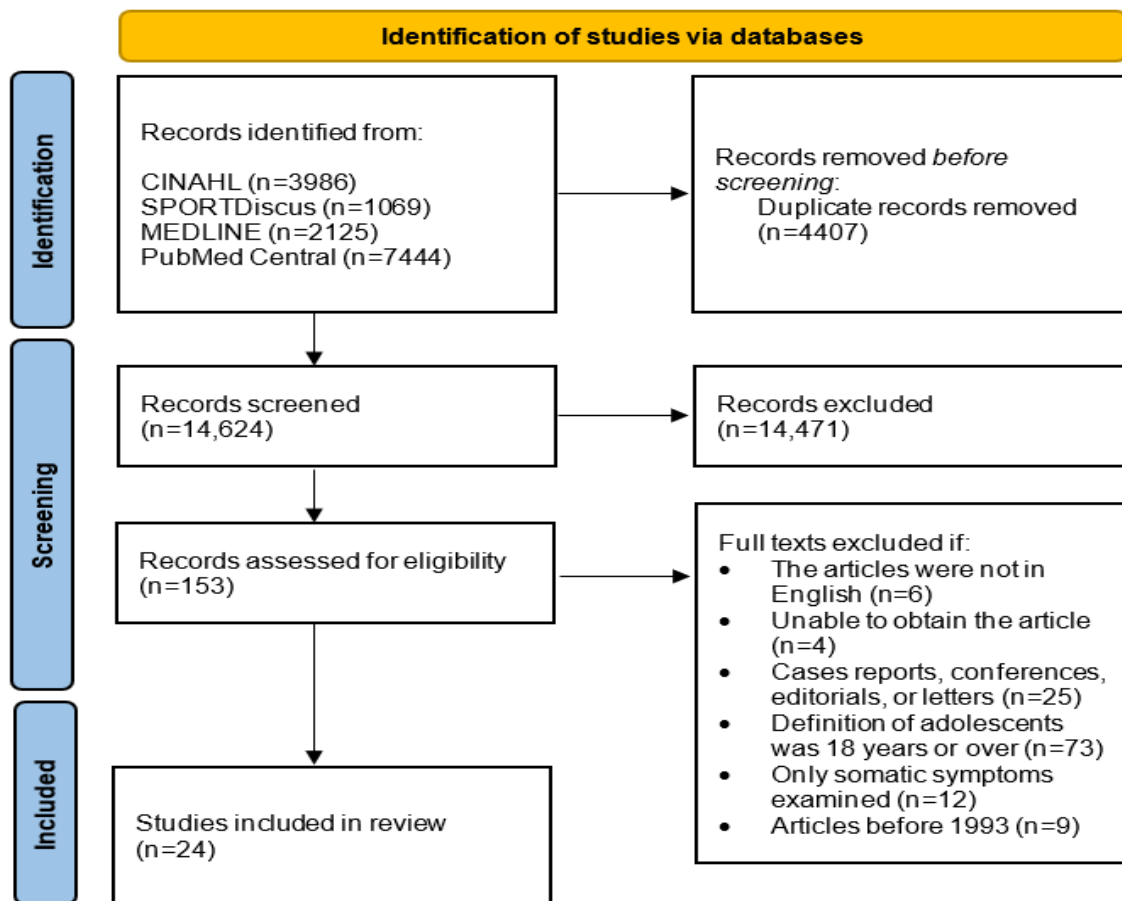 Identification of studies via databases
Identification
Records identified from:
CINAHL (n=3986)
SPORTDiscus (n=1069)
MEDLINE (n=2125)
PubMed Central (n=7444)
Records removed before
screening:
Duplicate records removed
(n=4407)
Screening
Records screened
(n=14,624)
Records excluded
(n=14,471)
Records assessed for eligibility
(n=153)
Full texts excluded if:
• The articles were not in
English (n=6)
• Unable to obtain the article
(n=4)
• Cases reports, conferences,
editorials, or letters (n=25)
• Definition of adolescents
was 18 years or over (n=73)
• Only somatic symptoms
examined (n=12)
• Articles before 1993 (n=9)
Included
Studies included in review
(n=24)